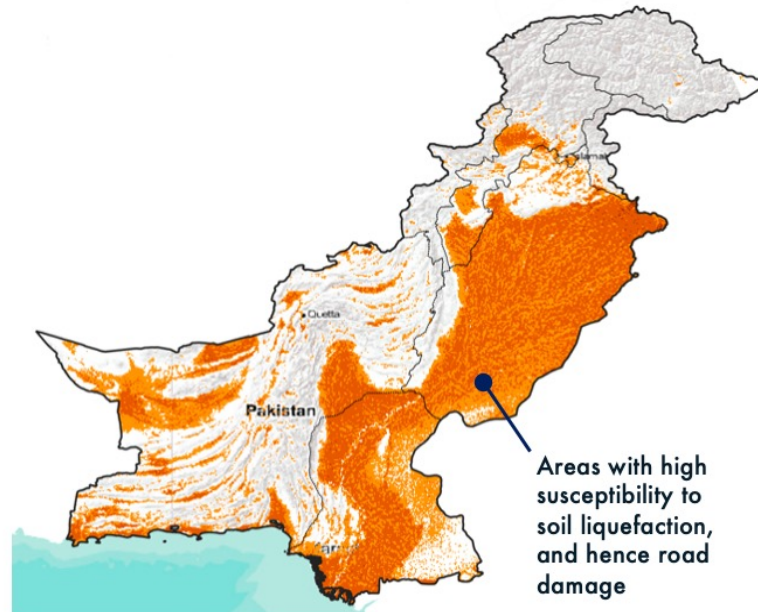 Quetta
Pakistan
Areas with high
susceptibility to
soil liquefaction,
and hence road
damage